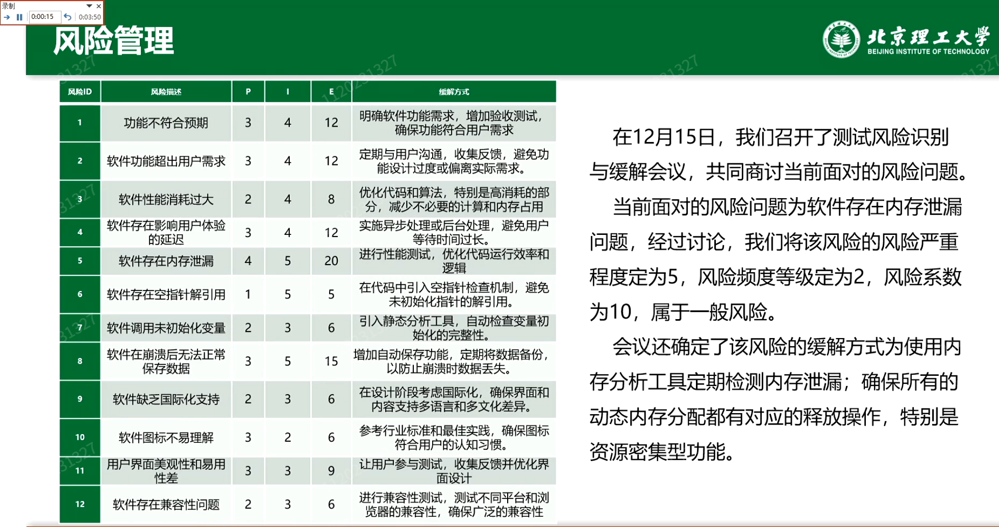 录制
0:00:15
0:03:50
风险管理
北京理工大学
BEIJING INSTITUTE OF TECHNOLOGY
风险ID 风险描述 P I E 缓解方式
1 功能不符合预期 3 4 12 明确软件功能需求，增加验收测试，
确保功能符合用户需求
2 软件功能超出用户需求 3 4 12 定期与用户沟通，收集反馈，避免功
能设计过度或偏离实际需求。
3 软件性能消耗过大 2 4 8 优化代码和算法，特别是高消耗的部
分，减少不必要的计算和内存占用
4 软件存在影响用户体验
的延迟 3 4 12 实施异步处理或后台处理，避免用户
等待时间过长。
5 软件存在内存泄漏 4 5 20 进行性能测试，优化代码运行效率和
逻辑
6 软件存在空指针解引用 1 5 5 在代码中引入空指针检查机制，避免
未初始化指针的解引用。
7 软件调用未初始化变量 2 3 6 引入静态分析工具，自动检查变量初
始化的完整性。
8 软件在崩溃后无法正常
保存数据 3 5 15 增加自动保存功能，定期将数据备份，
以防止崩溃时数据丢失。
9 软件缺乏国际化支持 2 3 6 在设计阶段考虑国际化，确保界面和
内容支持多语言和多文化差异。
10 软件图标不易理解 3 2 6 参考行业标准和最佳实践，确保图标
符合用户的认知习惯。
11 用户界面美观性和易用
性差 3 3 9 让用户参与测试，收集反馈并优化界
面设计
12 软件存在兼容性问题 2 3 6 进行兼容性测试，测试不同平台和浏
览器的兼容性，确保广泛的兼容性
在12月15日，我们召开了测试风险识别
与缓解会议，共同商讨当前面对的风险问题。
当前面对的风险问题为软件存在内存泄漏
问题，经过讨论，我们将该风险的风险严重
程度定为5，风险频度等级定为2，风险系数
为10，属于一般风险。
会议还确定了该风险的缓解方式为使用内
存分析工具定期检测内存泄漏；确保所有的
动态内存分配都有对应的释放操作，特别是
资源密集型功能。
1120231327